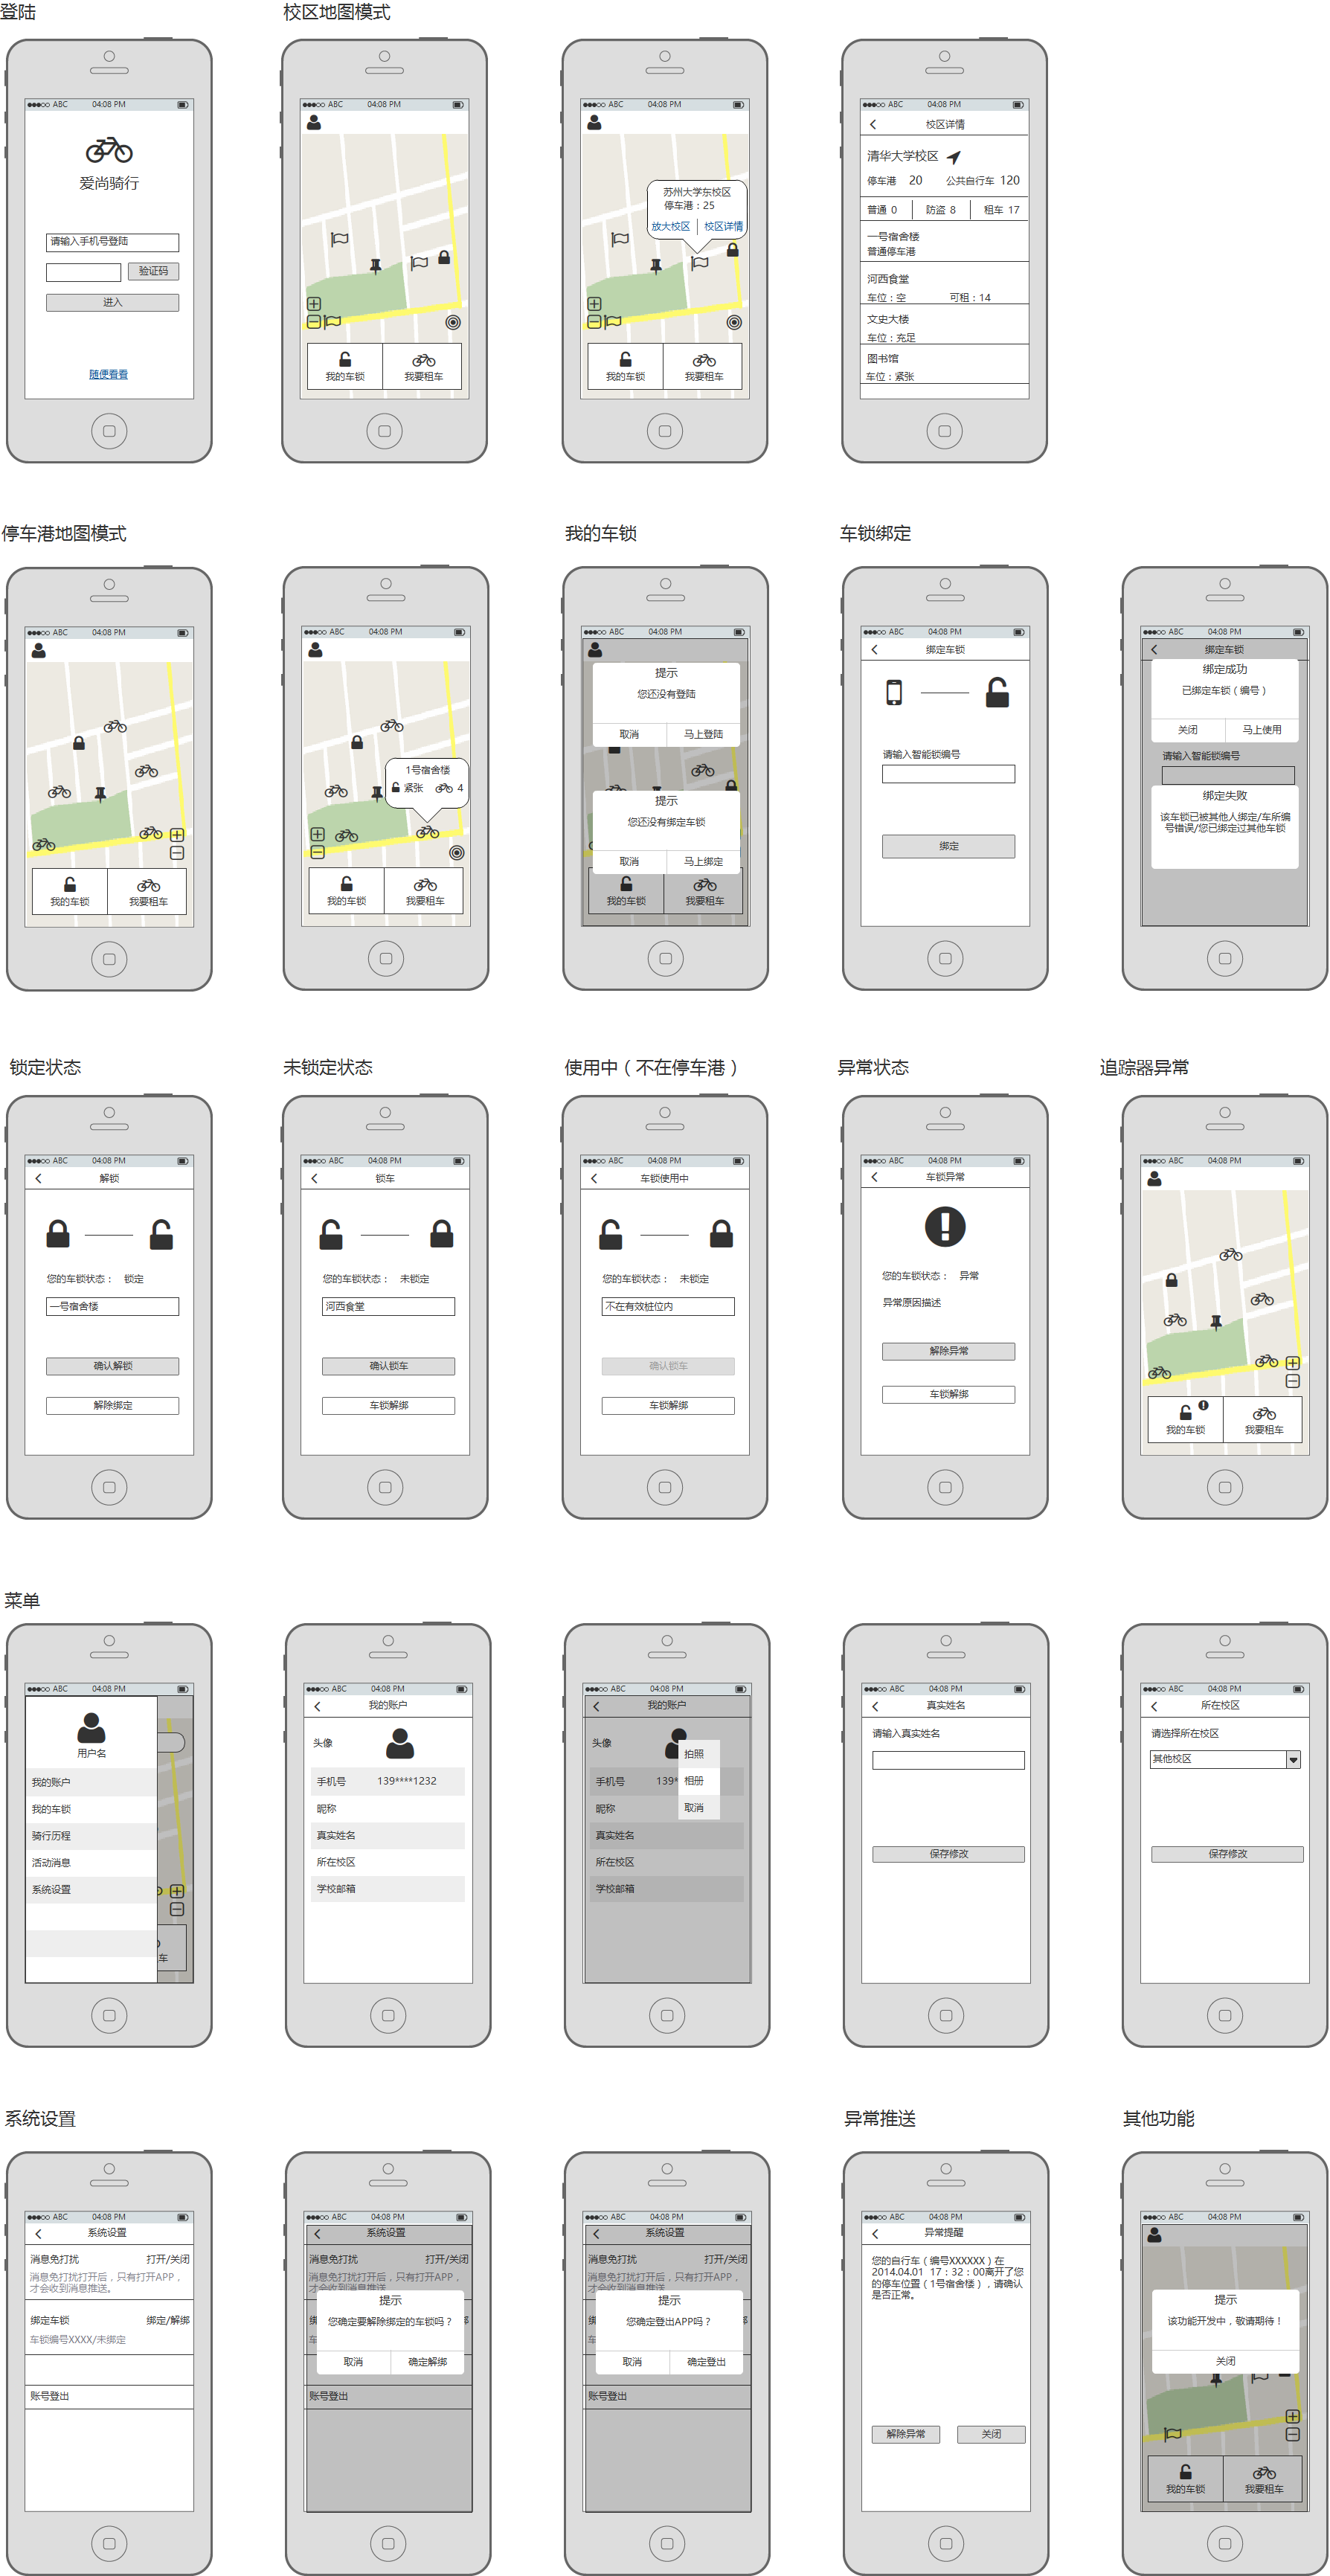 登陆
校区地图模式
ABC 04:08 PM
爱尚骑行
请输入手机号登陆
验证码
进入
随便看看
ABC 04:08 PM
我的车锁 我要租车
ABC 04:08 PM
苏州大学东校区
停车港：25
放大校区 校区详情
我的车锁 我要租车
ABC 04:08 PM
校区详情
清华大学校区
停车港 20 公共自行车 120
普通 0 防盗 8 租车 17
一号宿舍楼
普通停车港
河西食堂
车位：空 可租：14
文史大楼
车位：充足
图书馆
车位：紧张
停车港地图模式
我的车锁
车锁绑定
ABC 04:08 PM
我的车锁 我要租车
ABC 04:08 PM
1号宿舍楼
紧张 4
我的车锁 我要租车
ABC 04:08 PM
提示
您还没有登陆
取消 马上登陆
提示
您还没有绑定车锁
取消 马上绑定
我的车锁 我要租车
ABC 04:08 PM
绑定车锁
请输入智能锁编号
绑定
ABC 04:08 PM
绑定车锁
绑定成功
已绑定车锁（编号）
关闭 马上使用
请输入智能锁编号
绑定失败
该车锁已被其他人绑定/车所编
号错误/您已绑定过其他车锁
锁定状态
未锁定状态
使用中（不在停车港）
异常状态
追踪器异常
ABC 04:08 PM
解锁
您的车锁状态： 锁定
一号宿舍楼
确认解锁
解除绑定
ABC 04:08 PM
锁车
您的车锁状态： 未锁定
河西食堂
确认锁车
车锁解绑
ABC 04:08 PM
车锁使用中
您的车锁状态： 未锁定
不在有效桩位内
确认锁车
车锁解绑
ABC 04:08 PM
车锁异常
您的车锁状态： 异常
异常原因描述
解除异常
车锁解绑
ABC 04:08 PM
我的车锁 我要租车
菜单
ABC 04:08 PM
用户名
我的账户
我的车锁
骑行历程
活动消息
系统设置
车
ABC 04:08 PM
我的账户
头像
手机号 139****1232
昵称
真实姓名
所在校区
学校邮箱
ABC 04:08 PM
我的账户
头像
拍照
手机号 139*
相册
昵称
取消
真实姓名
所在校区
学校邮箱
ABC 04:08 PM
真实姓名
请输入真实姓名
保存修改
ABC 04:08 PM
所在校区
请选择所在校区
其他校区
保存修改
系统设置
异常推送
其他功能
ABC 04:08 PM
系统设置
消息免打扰 打开/关闭
消息免打扰打开后，只有打开APP，
才会收到消息推送。
绑定车锁 绑定/解绑
车锁编号XXXX/未绑定
账号登出
ABC 04:08 PM
系统设置
消息免打扰 打开/关闭
消息免打扰打开后，只有打开APP，
才会收到消息推送
提示
您确定要解除绑定的车锁吗？
取消 确定解绑
账号登出
ABC 04:08 PM
系统设置
消息免打扰 打开/关闭
消息免打扰打开后，只有打开APP，
才会收到消息推送
提示
您确定登出APP吗？
取消 确定登出
账号登出
ABC 04:08 PM
异常提醒
您的自行车（编号XXXXXX）在
2014.04.01 17：32：00离开了您
的停车位置（1号宿舍楼），请确认
是否正常。
解除异常 关闭
ABC 04:08 PM
提示
该功能开发中，敬请期待！
关闭
我的车锁 我要租车